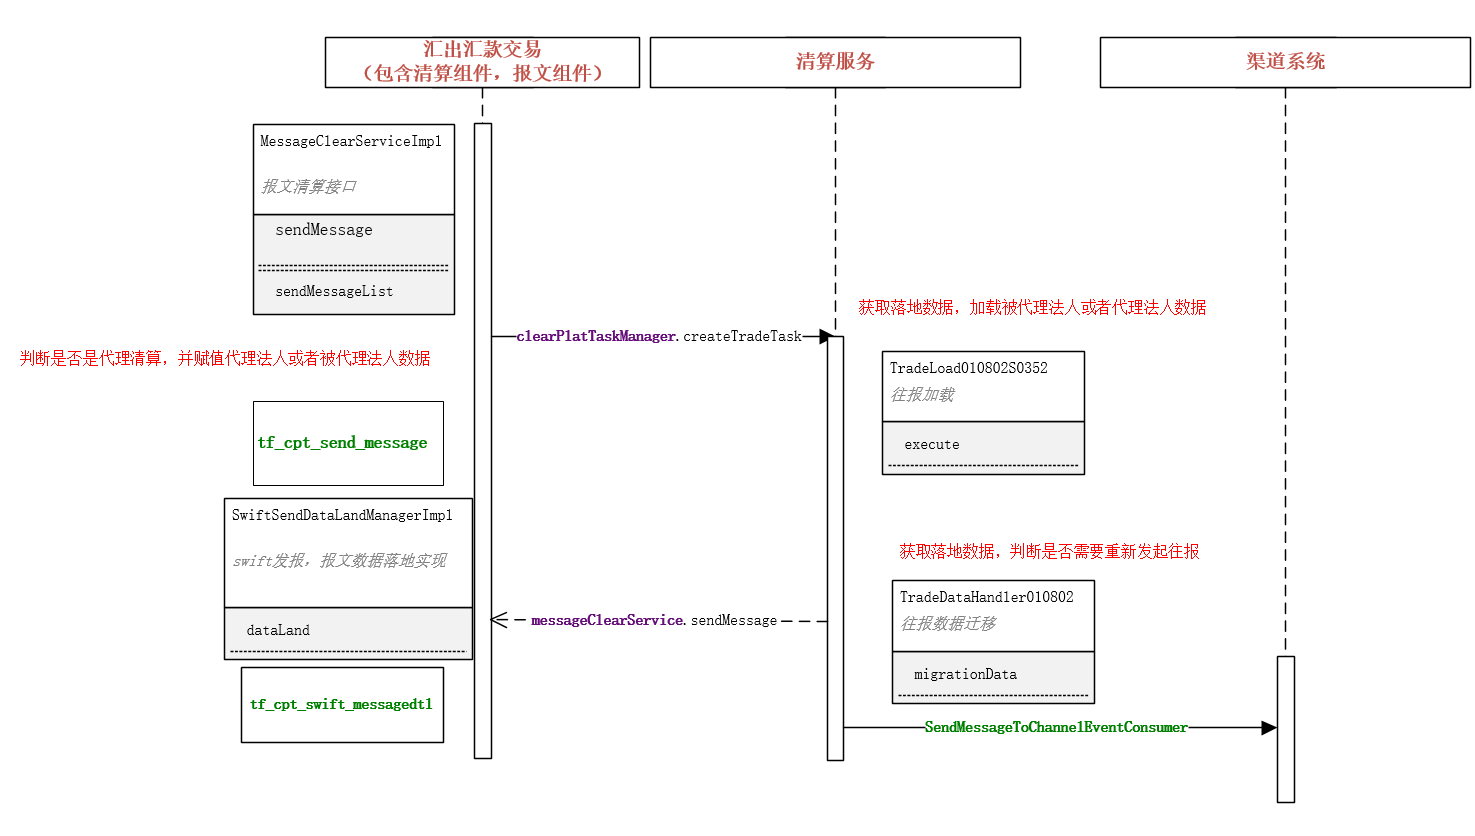 汇出汇款交易
（包含清算组件，报文组件）
清算服务
渠道系统
MessageClearServiceImpl
报文清算接口
sendMessage
sendMessageList
获取落地数据，加载被代理法人或者代理法人数据
clearPlatTaskManager.createTradeTask
判断是否是代理清算，并赋值代理法人或者被代理法人数据
TradeLoad010802S0352
往报加载
execute
tf_cpt_send_message
SwiftSendDataLandManagerImpl
swift发报，报文数据落地实现
dataLand
获取落地数据，判断是否需要重新发起往报
TradeDataHandler010802
往报数据迁移
migrationData
messageClearService.sendMessage
tf_cpt_swift_messagedtl
SendMessageToChannelEventConsumer